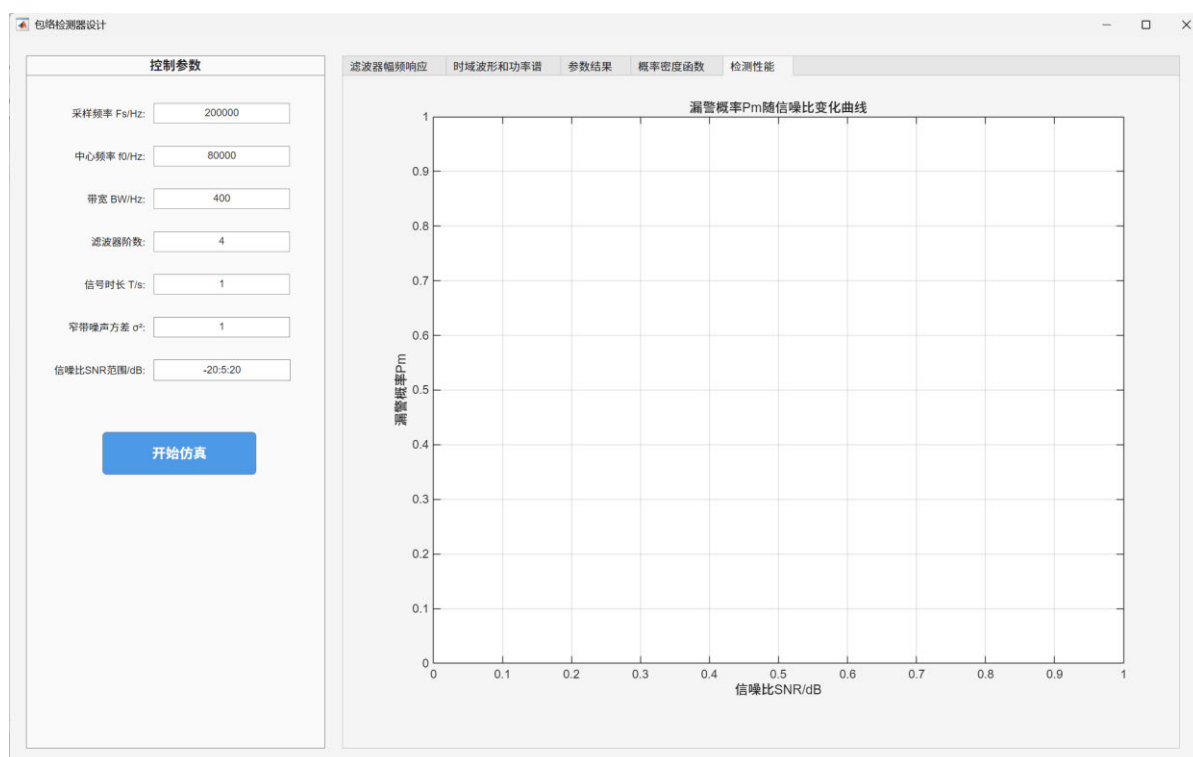 包络检测器设计
控制参数
采样频率 Fs/Hz: 200000
中心频率 f0/Hz: 80000
带宽 BW/Hz: 400
滤波器阶数: 4
信号时长 T/s: 1
窄带噪声方差 σ²: 1
信噪比SNR范围/dB: -20:5:20
开始仿真
滤波器幅频响应 时域波形和功率谱 参数结果 概率密度函数 检测性能
漏警概率Pm随信噪比变化曲线
1
0.9
0.8
0.7
0.6
0.5
0.4
0.3
0.2
0.1
0
漏警概率Pm
0 0.1 0.2 0.3 0.4 0.5 0.6 0.7 0.8 0.9 1
信噪比SNR/dB